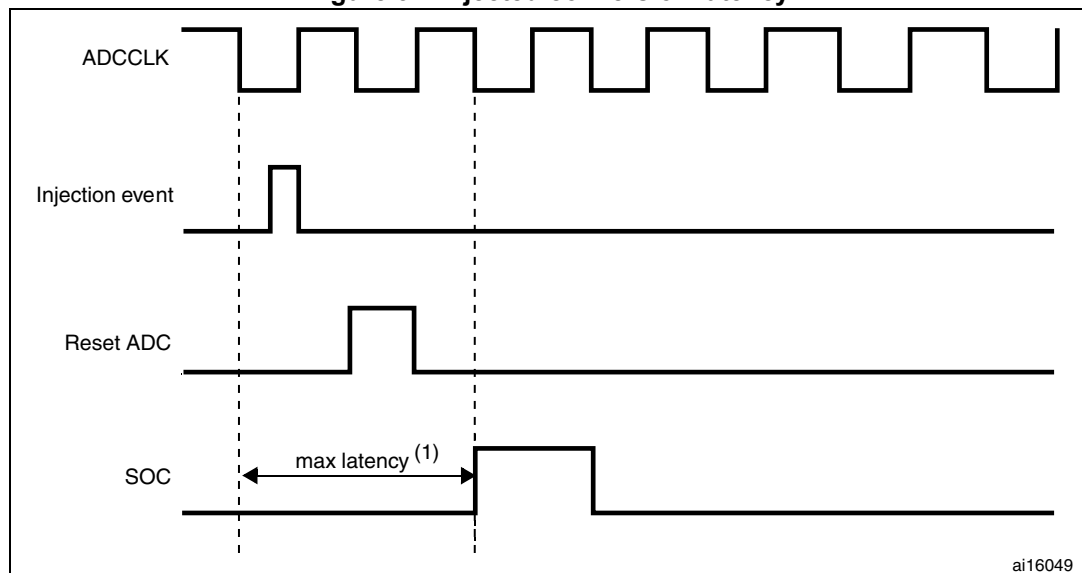 ADCCLK
Injection event
Reset ADC
max latency (1)
SOC
ai16049